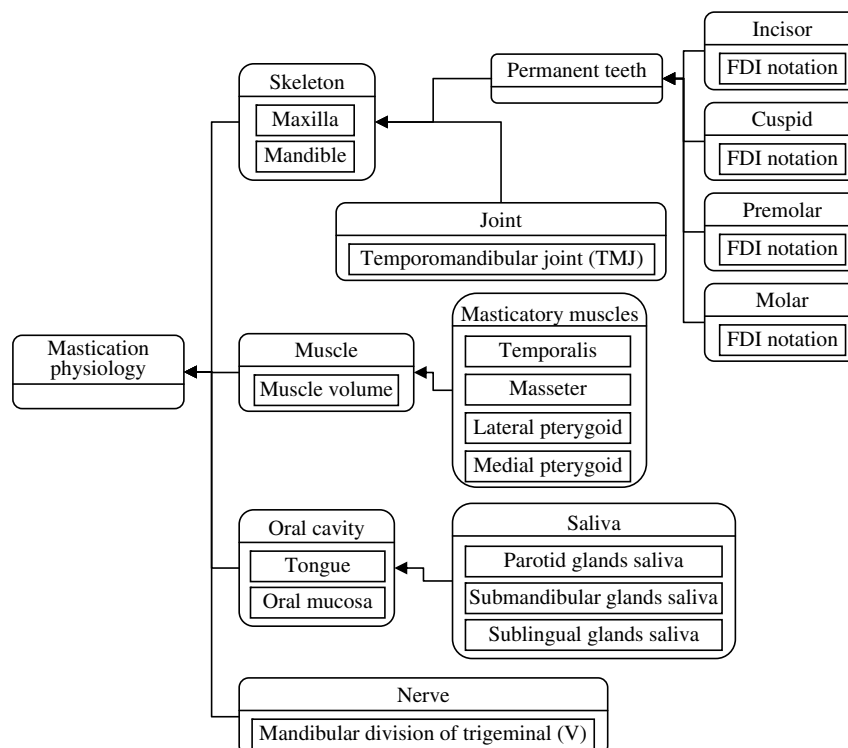 Incisor
FDI notation
Skeleton
Maxilla
Mandible
Permanent teeth
Cuspid
FDI notation
Premolar
FDI notation
Joint
Temporomandibular joint (TMJ)
Molar
FDI notation
Mastication
physiology
Muscle
Muscle volume
Masticatory muscles
Temporalis
Masseter
Lateral pterygoid
Medial pterygoid
Oral cavity
Tongue
Oral mucosa
Saliva
Parotid glands saliva
Submandibular glands saliva
Sublingual glands saliva
Nerve
Mandibular division of trigeminal (V)